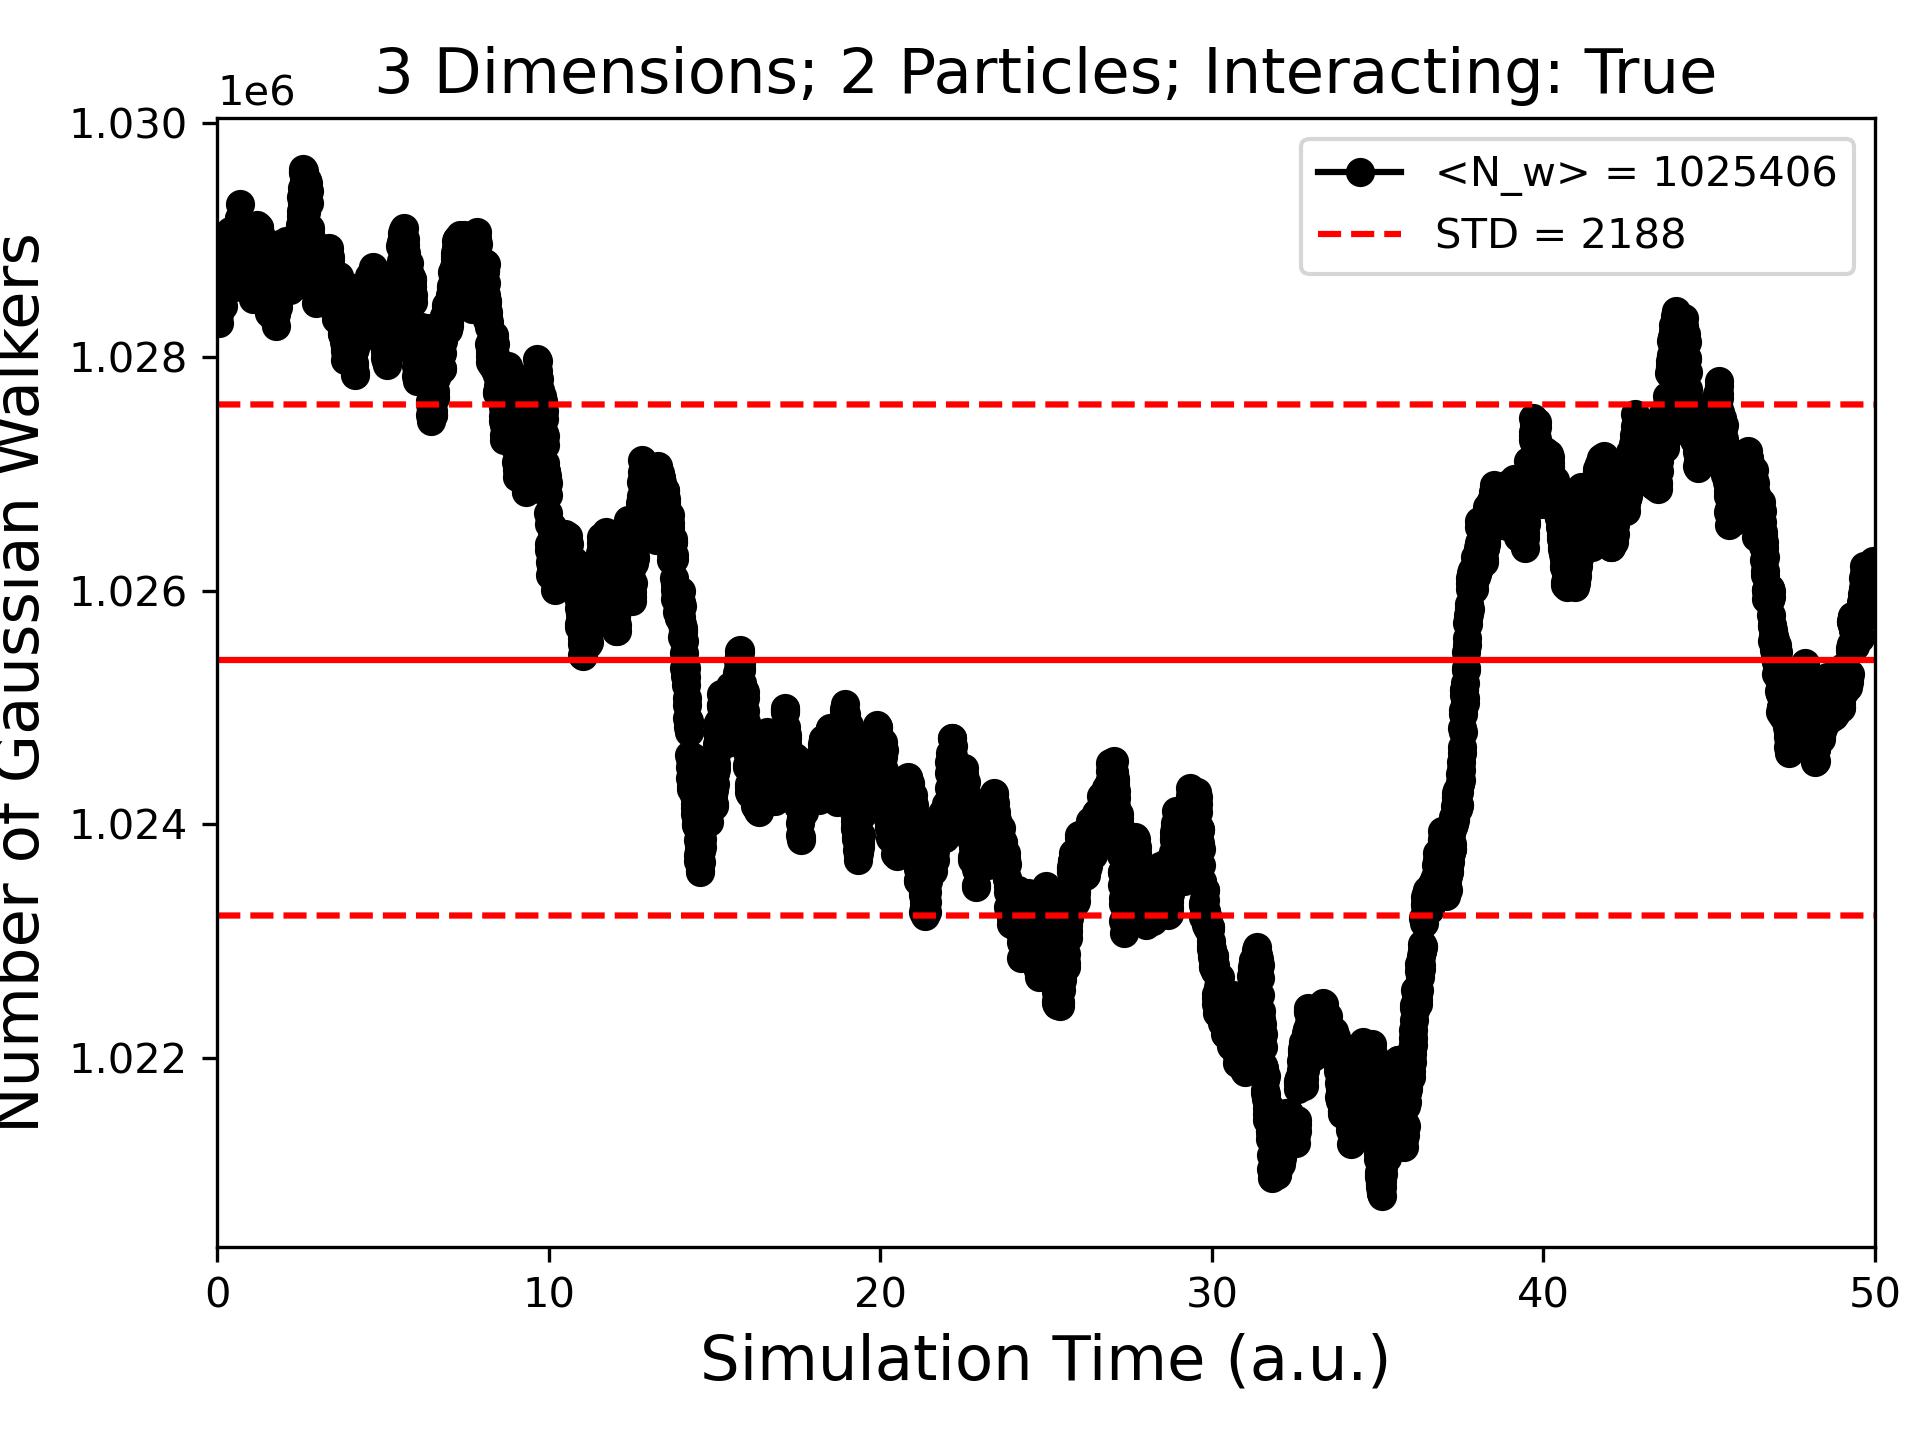 3 Dimensions; 2 Particles; Interacting: True
1e6
1.030
1.028
1.026
1.024
1.022
Number of Gaussian Walkers
<N_w> = 1025406
STD = 2188
0 10 20 30 40 50
Simulation Time (a.u.)